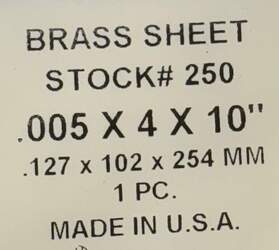 BRASS SHEET
STOCK# 250
.005 X 4 X 10"
.127 x 102 x 254 MM
1 PC.
MADE IN U.S.A.